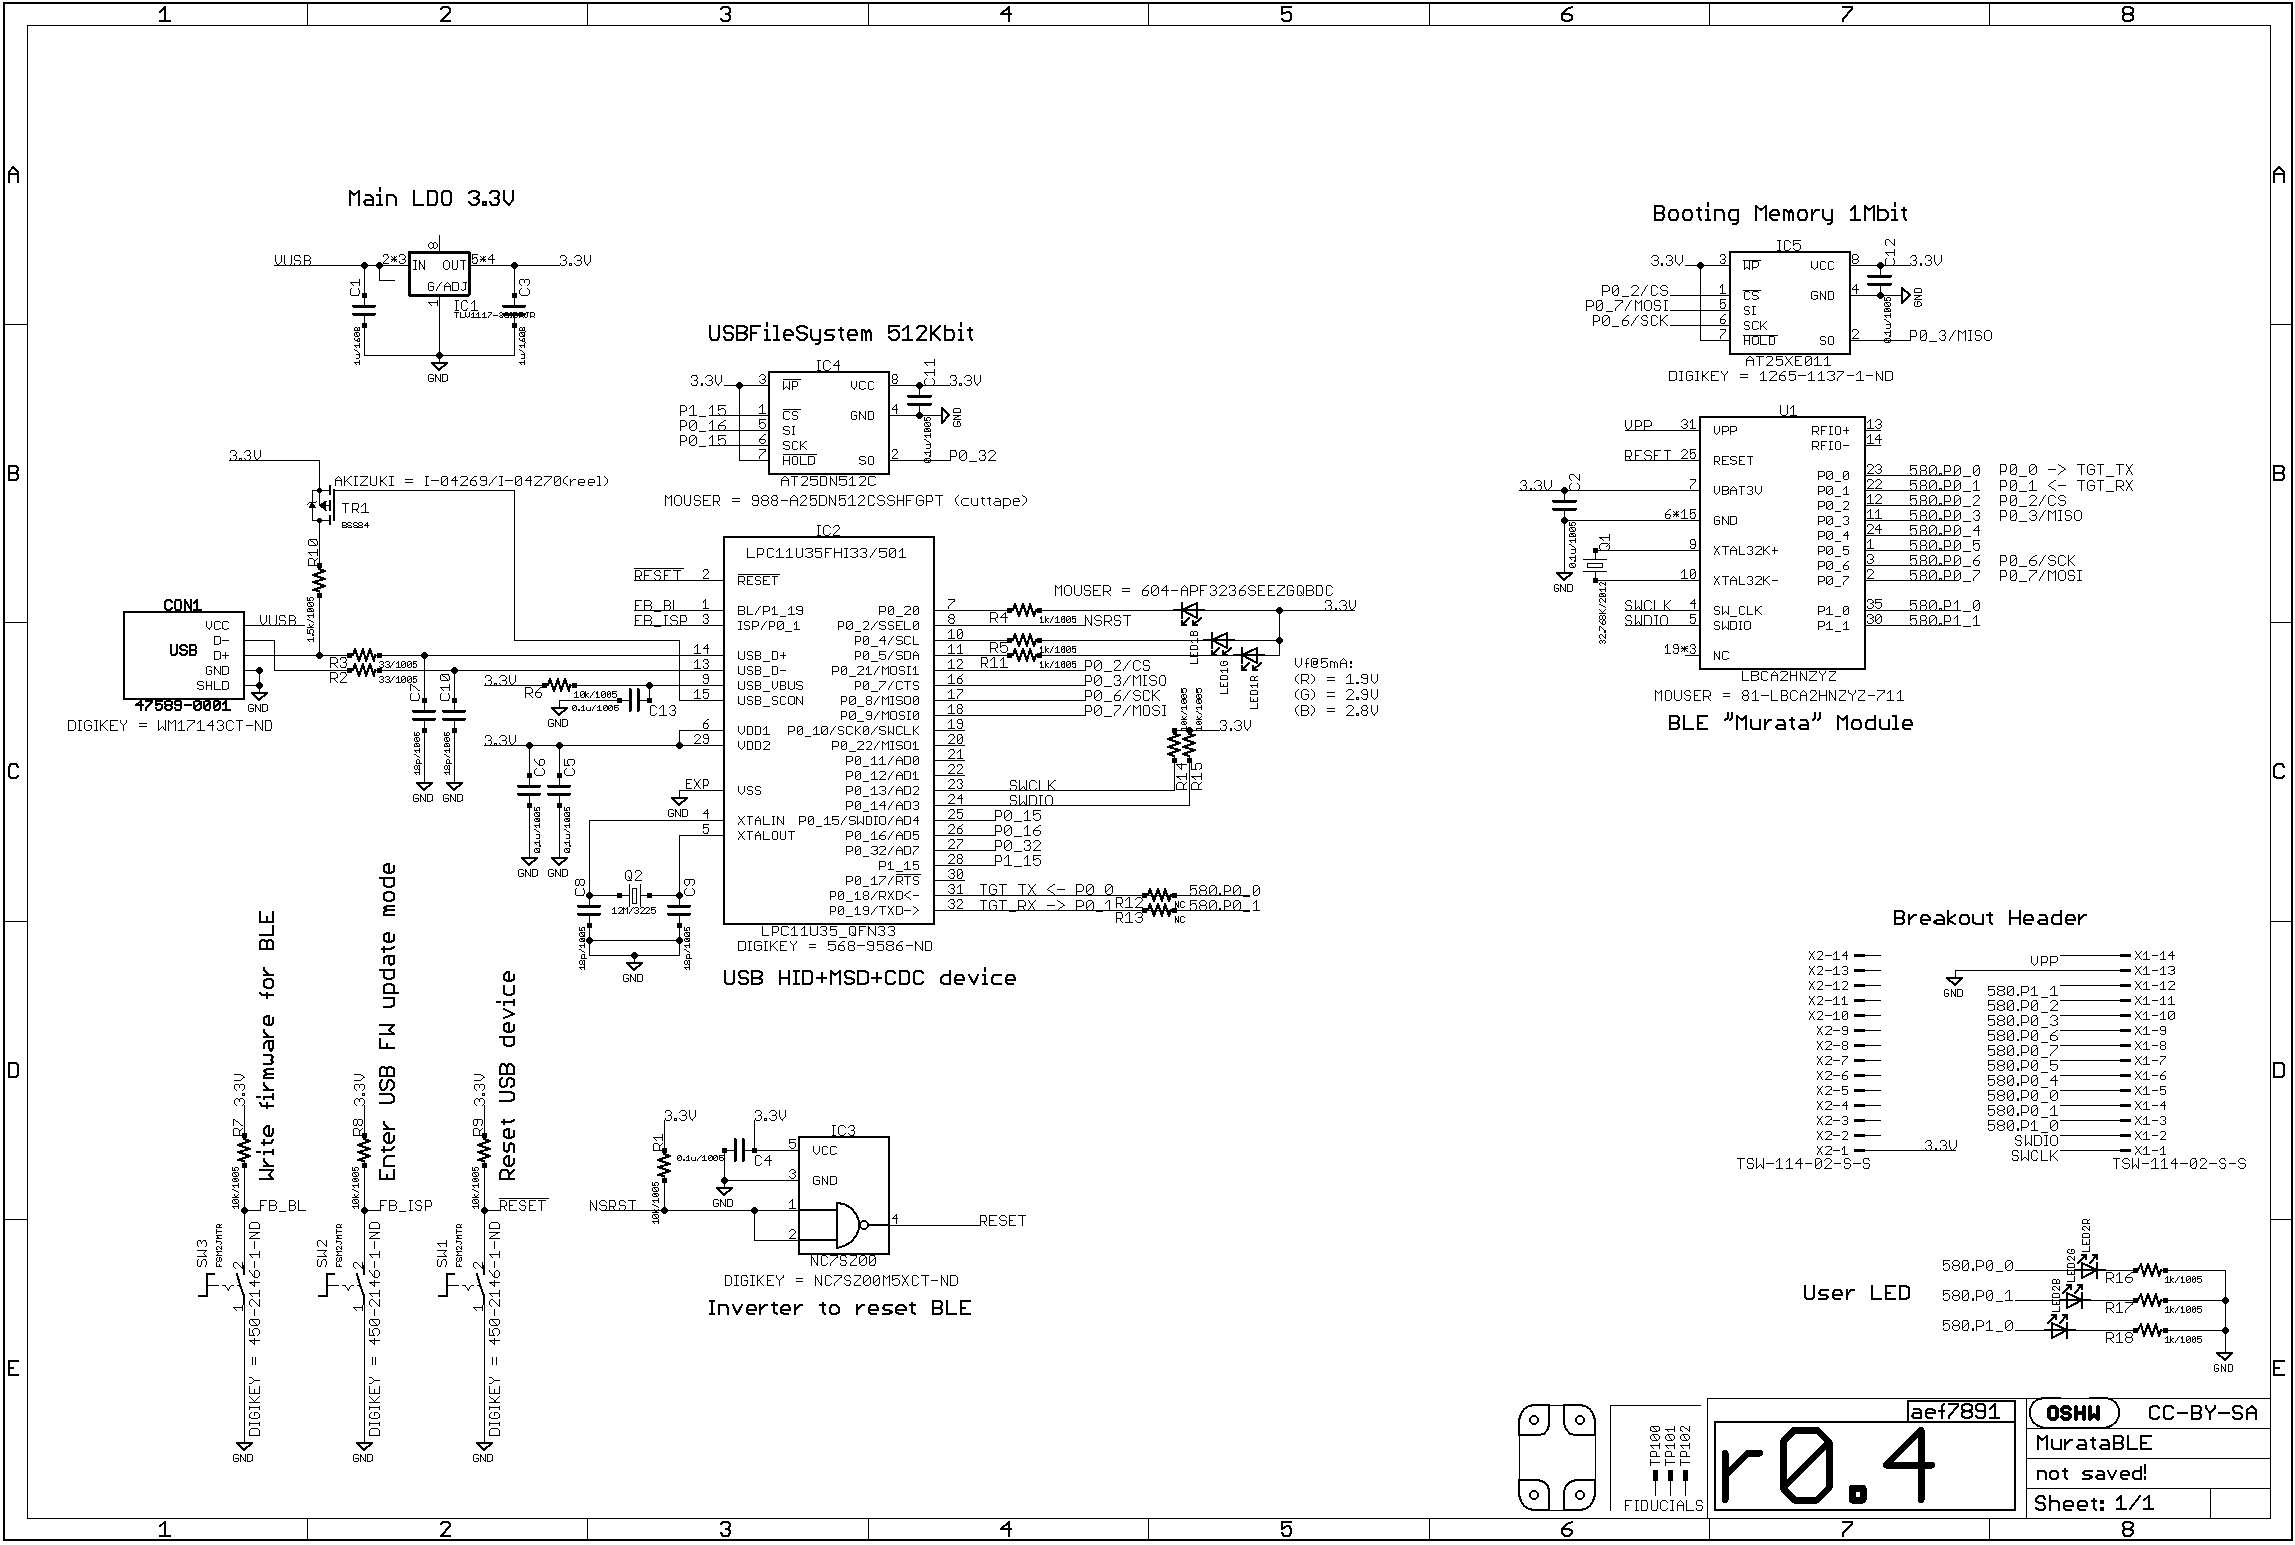 1 2 3 4 5 6 7 8
A
B
C
D
E
Main LDO 3.3V
VUSB
2*3
IN
OUT
5*4
8
G/ADJ
1
3.3V
C1
1u/1608
IC1
C3
1u/1608
GND
USBFileSystem 512Kbit
IC4
3.3V
3 WP
VCC 8
C11
3.3V
P1_15
1 CS
GND 4
GND
P0_16
5 SI
P0_15
6 SCK
0.1u/1005
7 HOLD
SO 2
P0_32
AT25DN512C
MOUSER = 988-A25DN512CSSHFGPT (cuttape)
Booting Memory 1Mbit
IC5
3.3V
3 WP
VCC 8
C12
3.3V
P0_2/CS
1 CS
GND 4
GND
P0_7/MOSI
5 SI
P0_6/SCK
6 SCK
0.1u/1005
7 HOLD
SO 2
P0_3/MISO
AT25XE011
DIGIKEY = 1265-1137-1-ND
U1
VPP 31 VPP
RESET 25 RESET
3.3V
C2
0.1u/1005
GND
7 VBAT3V
6*15 GND
Q1
32.768K/2012
9 XTAL32K+
10 XTAL32K-
SWCLK 4 SW_CLK
SWDIO 5 SWDIO
19*3 NC
RFIO+ 13
RFIO- 14
P0_0 23 580.P0_0 P0_0 -> TGT_TX
P0_1 22 580.P0_1 P0_1 <- TGT_RX
P0_2 12 580.P0_2 P0_2/CS
P0_3 11 580.P0_3 P0_3/MISO
P0_4 24 580.P0_4
P0_5 1 580.P0_5
P0_6 3 580.P0_6 P0_6/SCK
P0_7 2 580.P0_7 P0_7/MOSI
P1_0 35 580.P1_0
P1_1 30 580.P1_1
LBCA2HNZYZ
MOUSER = 81-LBCA2HNZYZ-711
BLE "Murata" Module
3.3V
AKIZUKI = I-04269/I-04270(reel)
TR1
BSS84
R10
1.5k/1005
CON1
USB
VCC
D-
D+
GND
SHLD
VUSB
GND
47589-0001
DIGIKEY = WM17143CT-ND
R3 33/1005
R2 33/1005
C7
18p/1005
GND
C10
18p/1005
GND
3.3V
R6 10k/1005
0.1u/1005
C13
GND
3.3V
C6
0.1u/1005
GND
C5
0.1u/1005
GND
EXP
GND
C8
18p/1005
Q2
12M/3225
C9
18p/1005
GND
IC2
LPC11U35FHI33/501
RESET 2 RESET
FB_BL 1 BL/P1_19
FB_ISP 3 ISP/P0_1
14 USB_D+
13 USB_D-
9 USB_VBUS
15 USB_SCON
6 VDD1
29 VDD2
VSS
4 XTALIN
5 XTALOUT
P0_20 7
P0_2/SSEL0 8
P0_4/SCL 10
P0_5/SDA 11
P0_21/MOSI1 12 P0_2/CS
P0_7/CTS 16 P0_3/MISO
P0_8/MISO0 17 P0_6/SCK
P0_9/MOSI0 18 P0_7/MOSI
P0_10/SCK0/SWCLK 19
P0_22/MISO1 20
P0_11/AD0 21
P0_12/AD1 22
P0_13/AD2 23 SWCLK
P0_14/AD3 24 SWDIO
P0_15/SWDIO/AD4 25 P0_15
P0_16/AD5 26 P0_16
P0_32/AD7 27 P0_32
P1_15 28 P1_15
P0_17/RTS 30
P0_18/RXD<- 31 TGT_TX <- P0_0 R12 NC 580.P0_0
P0_19/TXD-> 32 TGT_RX -> P0_1 R13 NC 580.P0_1
LPC11U35_QFN33
DIGIKEY = 568-9586-ND
USB HID+MSD+CDC device
MOUSER = 604-APF3236SEEZGQBDC
R4 1k/1005
NSRST
R5 1k/1005
R11 1k/1005
LED1B
LED1G
LED1R
3.3V
Vf@5mA:
(R) = 1.9V
(G) = 2.9V
(B) = 2.8V
10k/1005
10k/1005
3.3V
R14
R15
Write firmware for BLE
3.3V
R7
10k/1005
FB_BL
SW3
FSM2JMTR
2
1
DIGIKEY = 450-2146-1-ND
GND
Enter USB FW update mode
3.3V
R8
10k/1005
FB_ISP
SW2
FSM2JMTR
2
1
DIGIKEY = 450-2146-1-ND
GND
Reset USB device
3.3V
R9
10k/1005
RESET
SW1
FSM2JMTR
2
1
DIGIKEY = 450-2146-1-ND
GND
3.3V
R1
10k/1005
NSRST
3.3V
0.1u/1005
C4
GND
IC3
5 VCC
3 GND
1
2
4
RESET
NC7SZ00
DIGIKEY = NC7SZ00M5XCT-ND
Inverter to reset BLE
Breakout Header
X2-14
X2-13
X2-12
X2-11
X2-10
X2-9
X2-8
X2-7
X2-6
X2-5
X2-4
X2-3
X2-2
X2-1
3.3V
TSW-114-02-S-S
GND
VPP X1-14
X1-13
580.P1_1 X1-12
580.P0_2 X1-11
580.P0_3 X1-10
580.P0_6 X1-9
580.P0_7 X1-8
580.P0_5 X1-7
580.P0_4 X1-6
580.P0_0 X1-5
580.P0_1 X1-4
580.P1_0 X1-3
SWDIO X1-2
SWCLK X1-1
TSW-114-02-S-S
User LED
580.P0_0 LED2R R16 1k/1005
580.P0_1 LED2G R17 1k/1005
580.P1_0 LED2B R18 1k/1005
GND
TP100
TP101
TP102
FIDUCIALS
aef7891
r0.4
OSHW CC-BY-SA
MurataBLE
not saved!
Sheet: 1/1
A
B
C
D
E
1 2 3 4 5 6 7 8